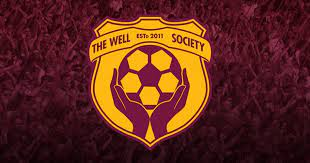 THE WELL ESTD 2011 SOCIETY